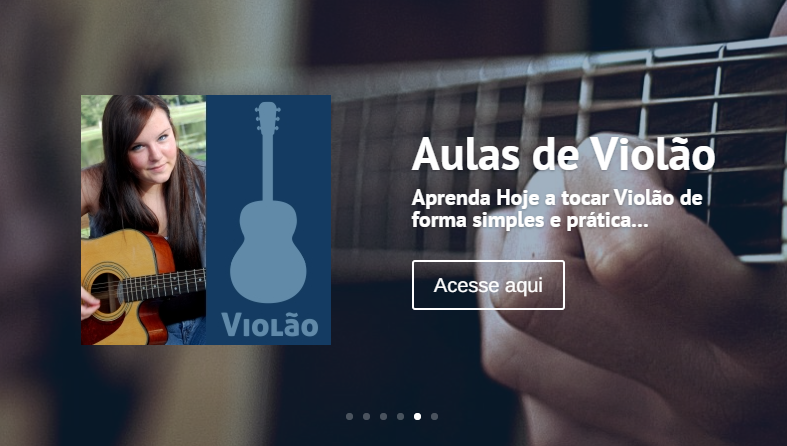 Aulas de Violão
Aprenda Hoje a tocar Violão de
forma simples e prática...
Acesse aqui
Violão